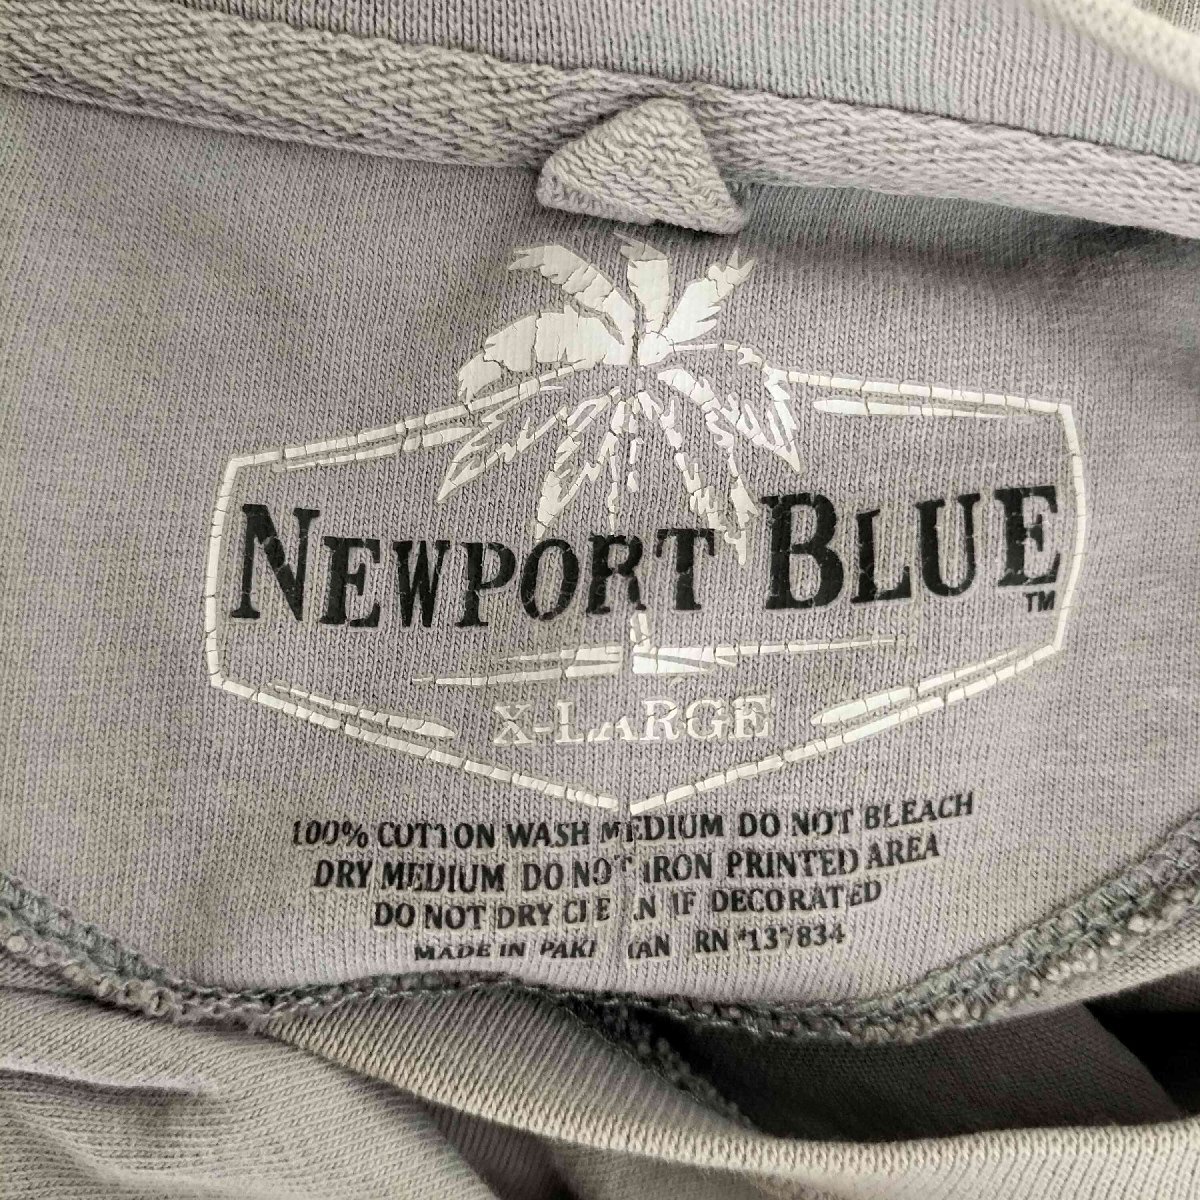 NEWPORT BLUE ™
X-LARGE
100% COTTON WASH MEDIUM DO NOT BLEACH
DRY MEDIUM DO NOT IRON PRINTED AREA
DO NOT DRY CLEAN IF DECORATED
MADE IN PAKISTAN RN #137834